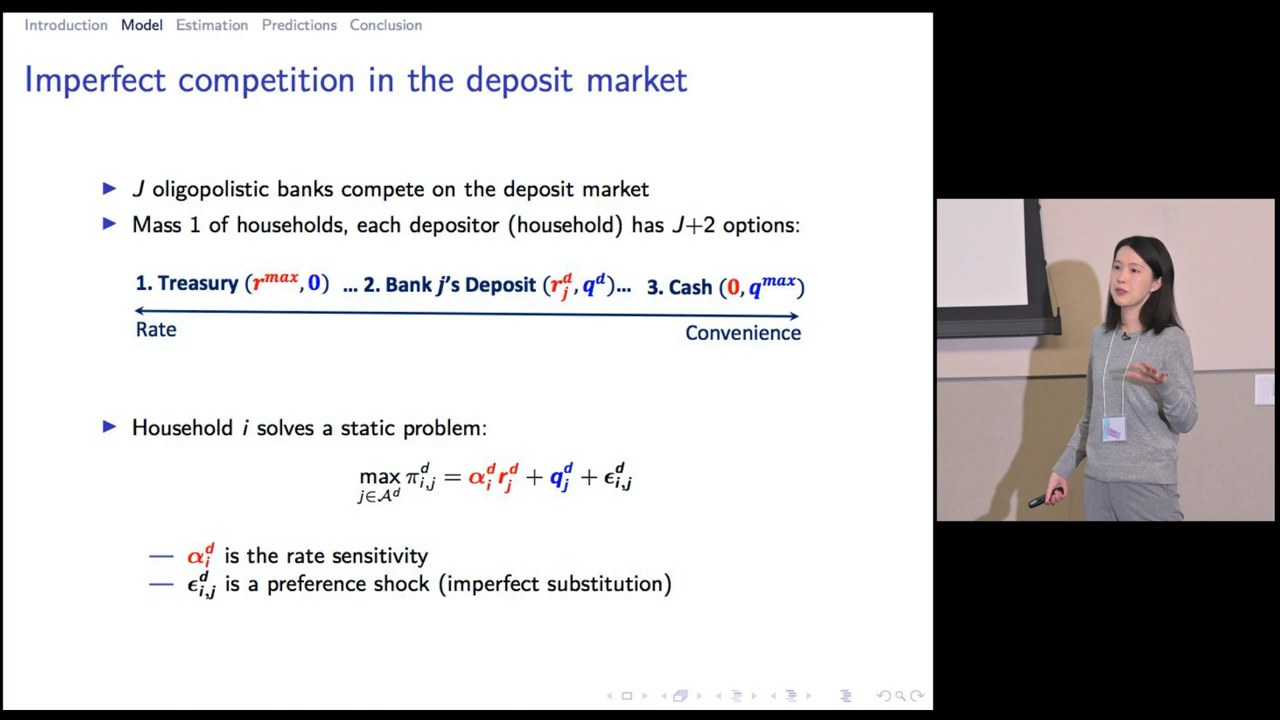 Introduction Model Estimation Predictions Conclusion
Imperfect competition in the deposit market
▶ J oligopolistic banks compete on the deposit market
▶ Mass 1 of households, each depositor (household) has J+2 options:
1. Treasury (r^max, 0) ... 2. Bank j's Deposit (r_j^d, q^d)... 3. Cash (0, q^max)
Rate Convenience
▶ Household i solves a static problem:
max_{j∈A^d} π_{i,j}^d = α_i^d r_j^d + q_j^d + ϵ_{i,j}^d
— α_i^d is the rate sensitivity
— ϵ_{i,j}^d is a preference shock (imperfect substitution)